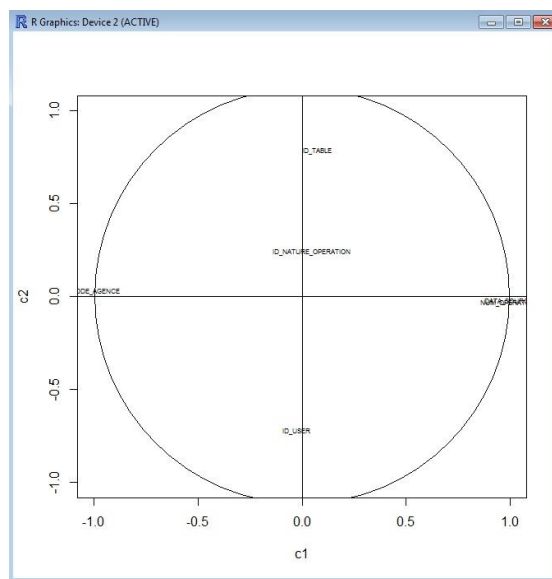 R Graphics: Device 2 (ACTIVE)
1.0
ID_TABLE
0.5
ID_NATURE_OPERATION
c2
0.0
ODE_AGENCE
-0.5
ID_USER
-1.0
-1.0 -0.5 0.0 0.5 1.0
c1